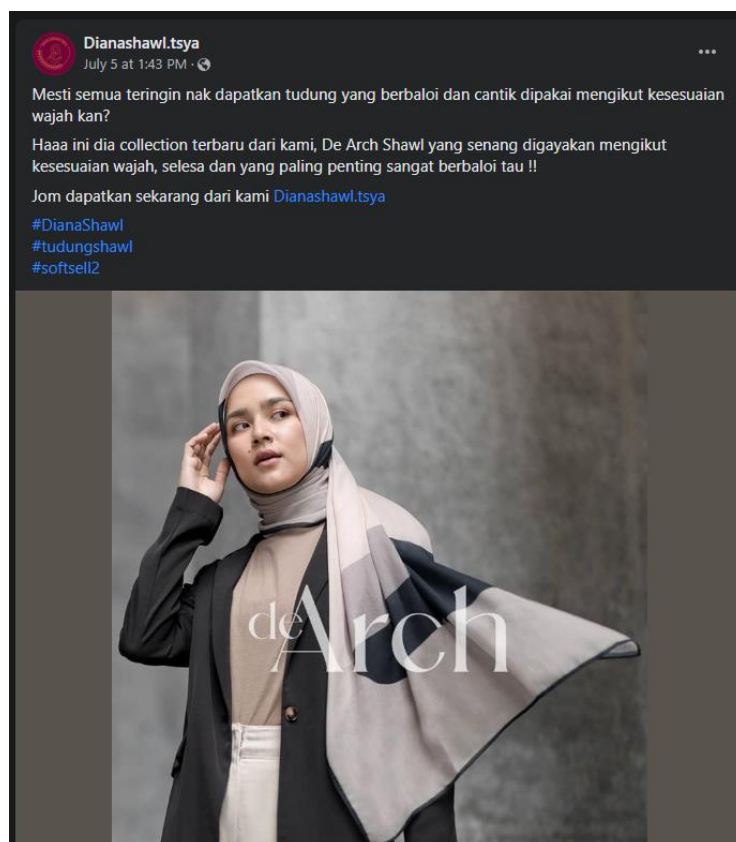 Dianashawl.tsya
July 5 at 1:43 PM ·
Mesti semua teringin nak dapatkan tudung yang berbaloi dan cantik dipakai mengikut kesesuaian
wajah kan?
Haaa ini dia collection terbaru dari kami, De Arch Shawl yang senang digayakan mengikut
kesesuaian wajah, selesa dan yang paling penting sangat berbaloi tau !!
Jom dapatkan sekarang dari kami Dianashawl.tsya
#DianaShawl
#tudungshawl
#softsell2
de Arch